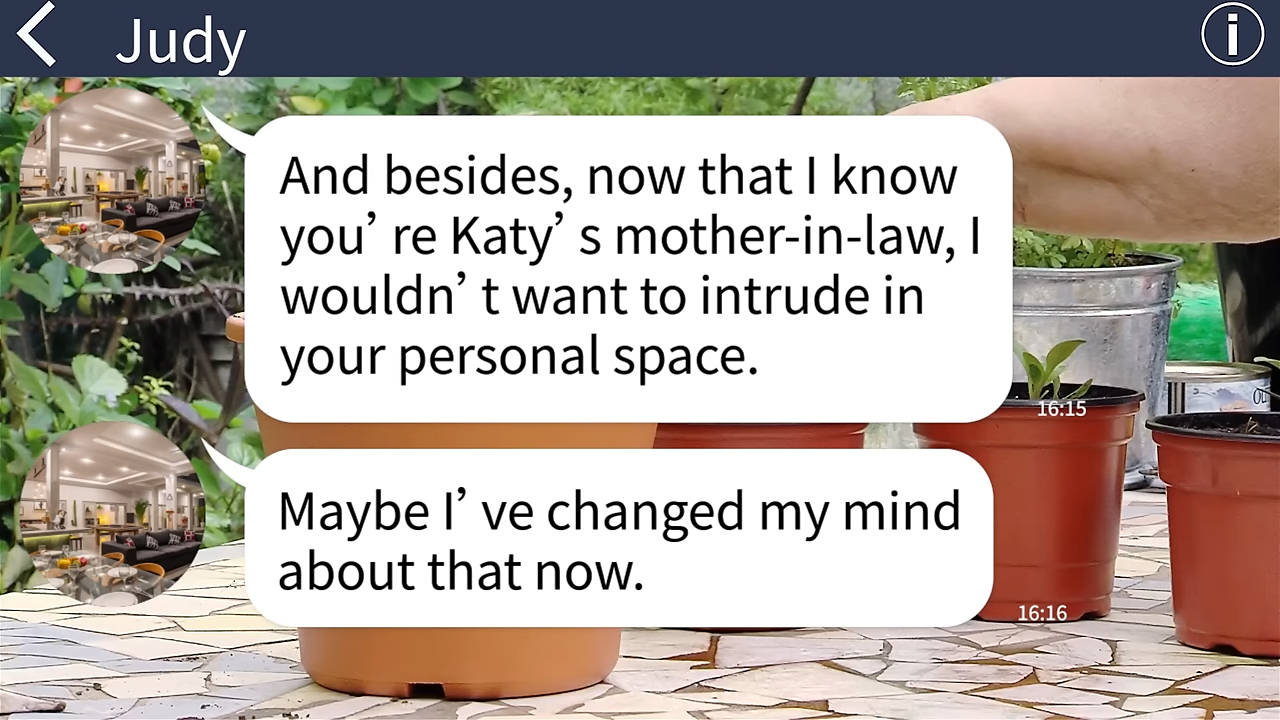 Judy
And besides, now that I know
you’ re Katy’ s mother-in-law, I
wouldn’ t want to intrude in
your personal space.
16:15
Maybe I’ ve changed my mind
about that now.
16:16